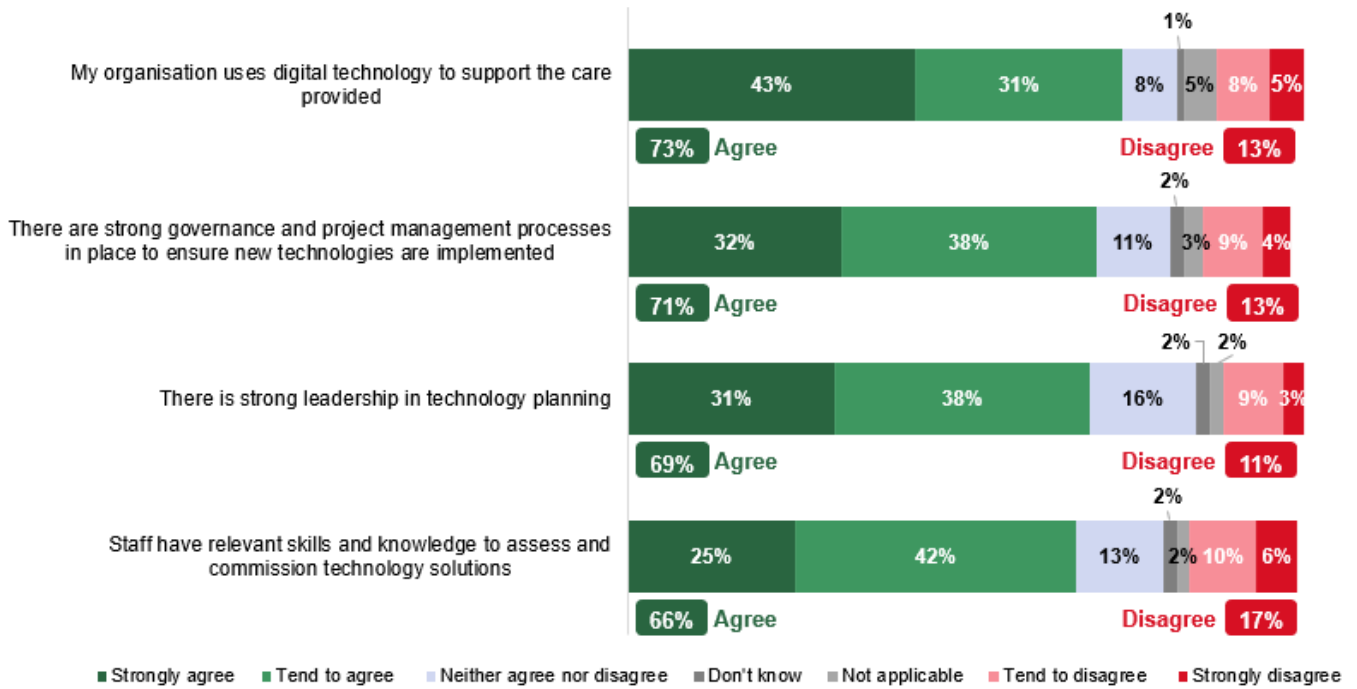 1%
My organisation uses digital technology to support the care
provided
43% 31% 8% 5% 8% 5%
73% Agree Disagree 13%
2%
There are strong governance and project management processes
in place to ensure new technologies are implemented
32% 38% 11% 3% 9% 4%
71% Agree Disagree 13%
2% 2%
There is strong leadership in technology planning
31% 38% 16% 9% 3%
69% Agree Disagree 11%
2%
Staff have relevant skills and knowledge to assess and
commission technology solutions
25% 42% 13% 2% 10% 6%
66% Agree Disagree 17%
Strongly agree Tend to agree Neither agree nor disagree Don't know Not applicable Tend to disagree Strongly disagree